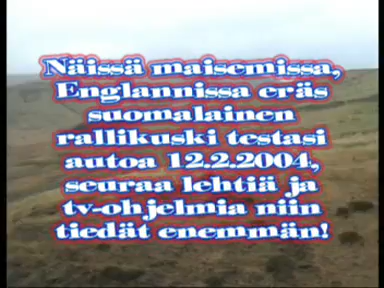 Näissä maisemissa,
Englannissa eräs
suomalainen
rallikuski testasi
autoa 12.2.2004,
seuraa lehtiä ja
tv-ohjelmia niin
tiedät enemmän!